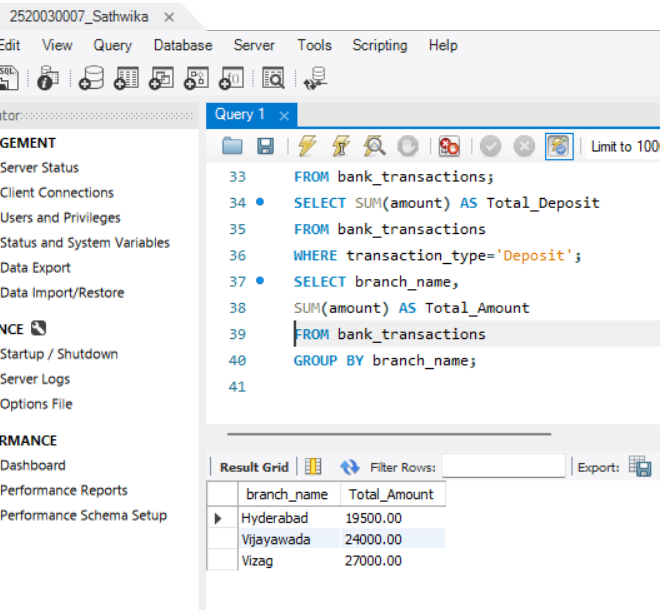 2520030007_Sathwika ×
Edit View Query Database Server Tools Scripting Help
SQL
Query 1 ×
GEMENT
Server Status
Client Connections
Users and Privileges
Status and System Variables
Data Export
Data Import/Restore
NCE
Startup / Shutdown
Server Logs
Options File
RMANCE
Dashboard
Performance Reports
Performance Schema Setup
Limit to 100
33 FROM bank_transactions;
34 SELECT SUM(amount) AS Total_Deposit
35 FROM bank_transactions
36 WHERE transaction_type='Deposit';
37 SELECT branch_name,
38 SUM(amount) AS Total_Amount
39 FROM bank_transactions
40 GROUP BY branch_name;
41
Result Grid Filter Rows: Export:
branch_name Total_Amount
Hyderabad 19500.00
Vijayawada 24000.00
Vizag 27000.00